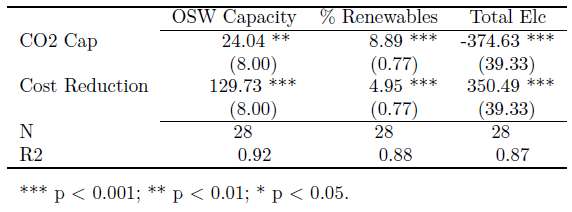 OSW Capacity % Renewables Total Elc
CO2 Cap 24.04 ** 8.89 *** -374.63 ***
(8.00) (0.77) (39.33)
Cost Reduction 129.73 *** 4.95 *** 350.49 ***
(8.00) (0.77) (39.33)
N 28 28 28
R2 0.92 0.88 0.87
*** p < 0.001; ** p < 0.01; * p < 0.05.